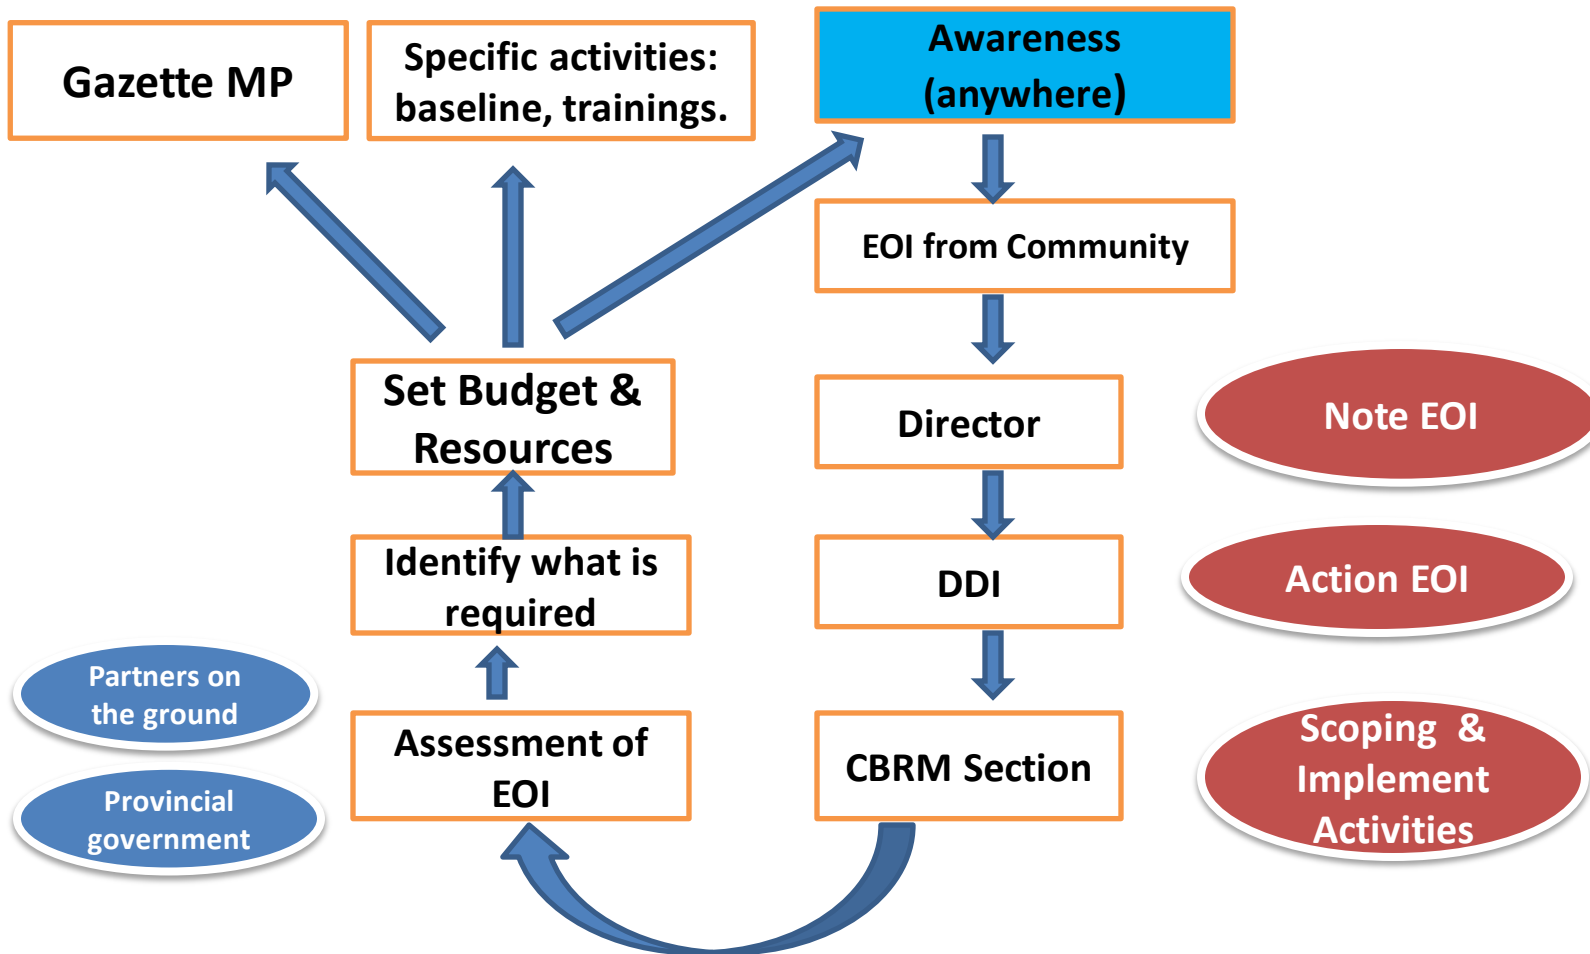 Gazette MP
Specific activities:
baseline, trainings.
Awareness
(anywhere)
EOI from Community
Set Budget &
Resources
Director
Note EOI
Identify what is
required
DDI
Action EOI
Partners on
the ground
Provincial
government
Assessment of
EOI
CBRM Section
Scoping  &
Implement
Activities